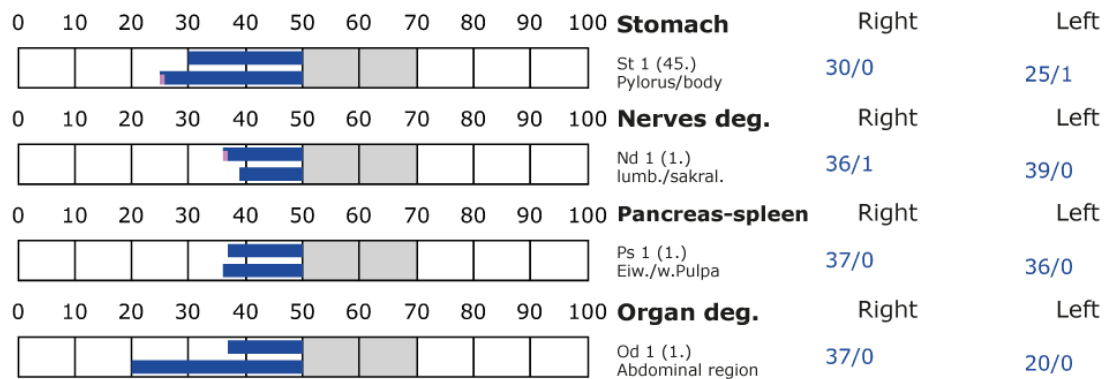 0 10 20 30 40 50 60 70 80 90 100 Stomach Right Left
St 1 (45.) 30/0 25/1
Pylorus/body
0 10 20 30 40 50 60 70 80 90 100 Nerves deg. Right Left
Nd 1 (1.) 36/1 39/0
lumb./sakral.
0 10 20 30 40 50 60 70 80 90 100 Pancreas-spleen Right Left
Ps 1 (1.) 37/0 36/0
Eiw./w.Pulpa
0 10 20 30 40 50 60 70 80 90 100 Organ deg. Right Left
Od 1 (1.) 37/0 20/0
Abdominal region